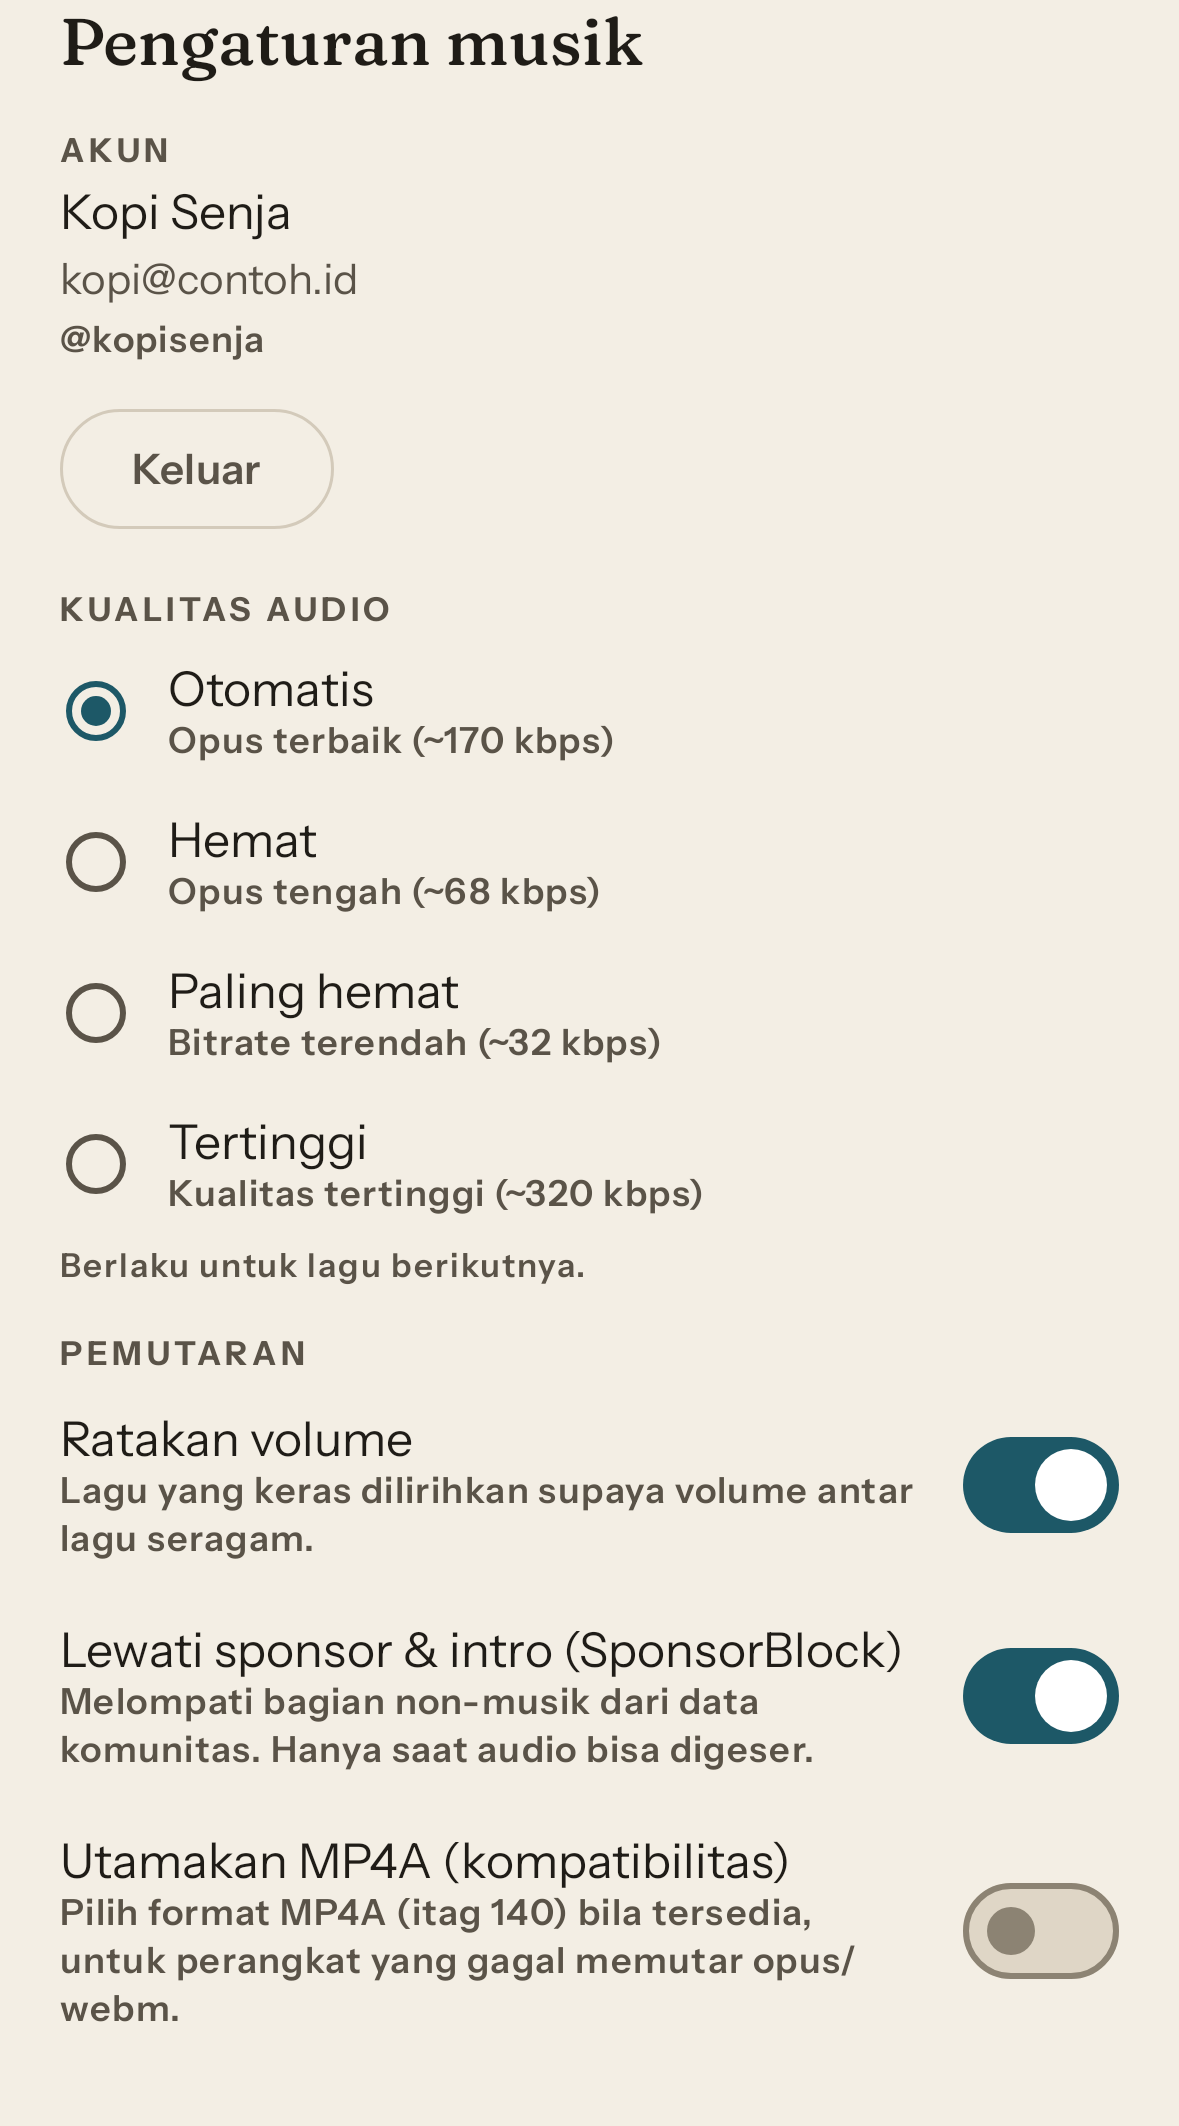 Pengaturan musik
AKUN
Kopi Senja
kopi@contoh.id
@kopisenja
Keluar
KUALITAS AUDIO
Otomatis
Opus terbaik (~170 kbps)
Hemat
Opus tengah (~68 kbps)
Paling hemat
Bitrate terendah (~32 kbps)
Tertinggi
Kualitas tertinggi (~320 kbps)
Berlaku untuk lagu berikutnya.
PEMUTARAN
Ratakan volume
Lagu yang keras dilirihkan supaya volume antar
lagu seragam.
Lewati sponsor & intro (SponsorBlock)
Melompati bagian non-musik dari data
komunitas. Hanya saat audio bisa digeser.
Utamakan MP4A (kompatibilitas)
Pilih format MP4A (itag 140) bila tersedia,
untuk perangkat yang gagal memutar opus/
webm.